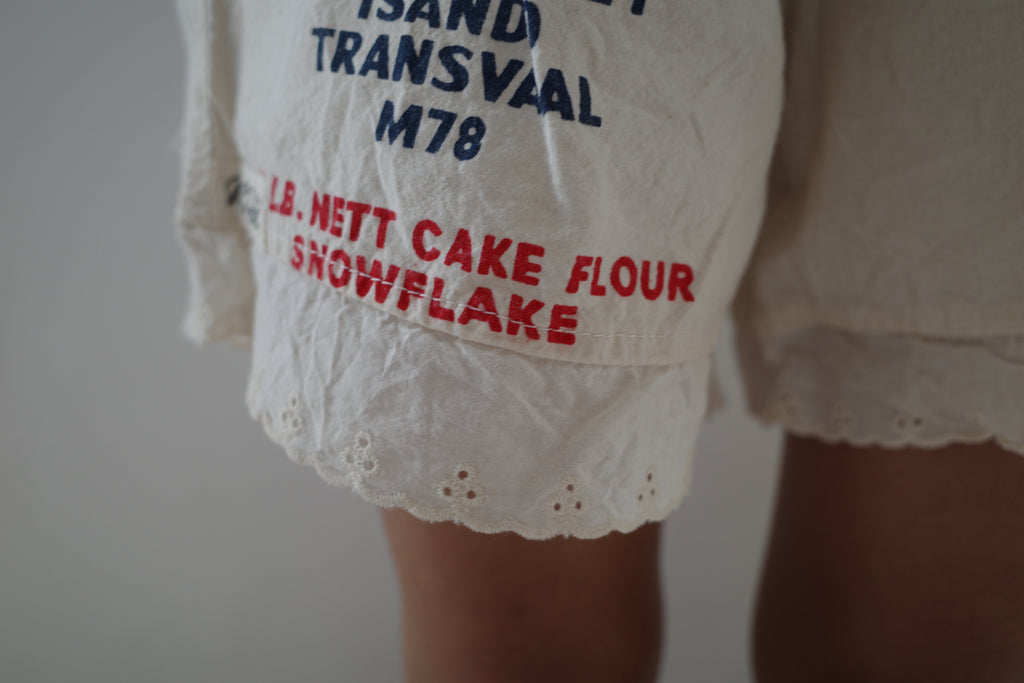 ISAND
TRANSVAAL
M78
LB. NETT CAKE FLOUR
SNOWFLAKE